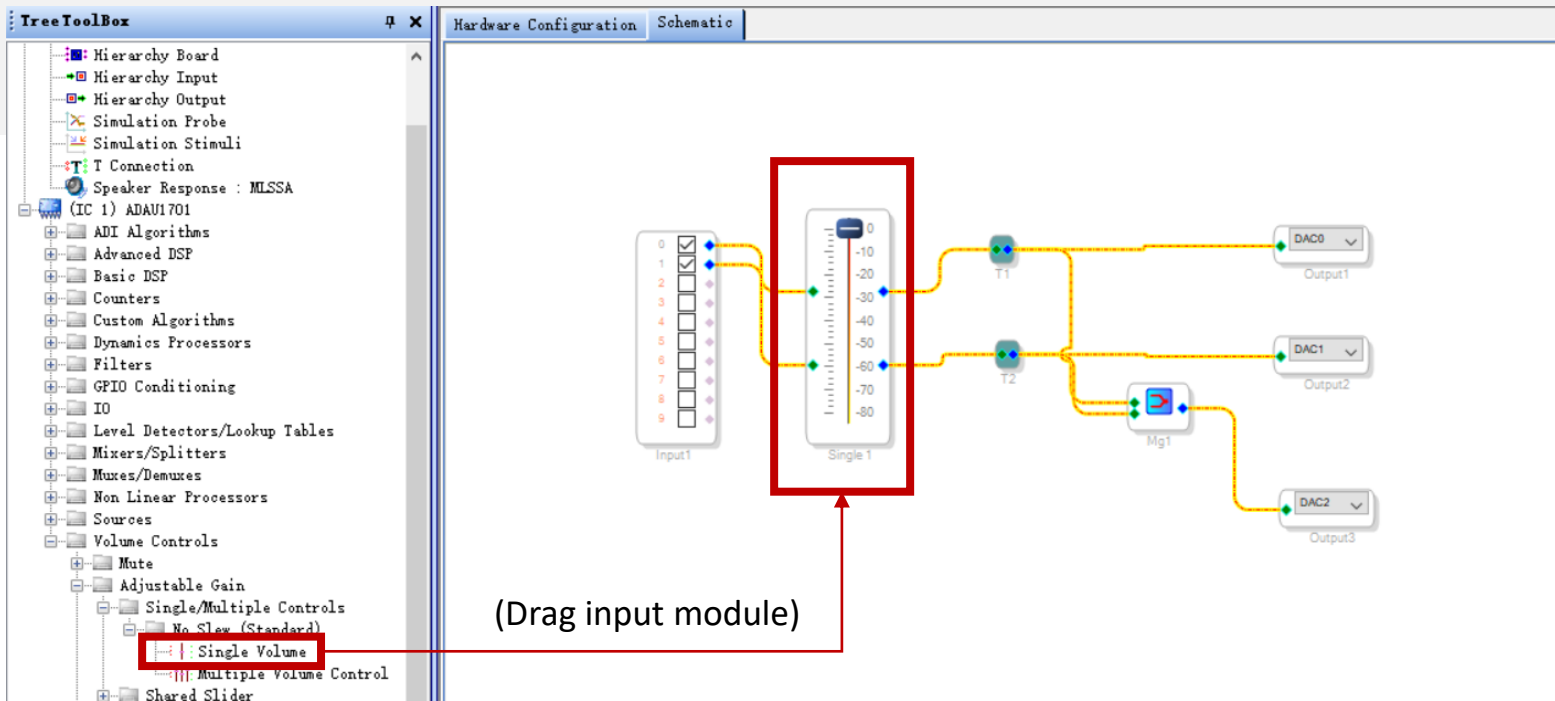 TreeToolBox
Hierarchy Board
Hierarchy Input
Hierarchy Output
Simulation Probe
Simulation Stimuli
T Connection
Speaker Response : MLSSA
(IC 1) ADAU1701
ADI Algorithms
Advanced DSP
Basic DSP
Counters
Custom Algorithms
Dynamics Processors
Filters
GPIO Conditioning
IO
Level Detectors/Lookup Tables
Mixers/Splitters
Muxes/Demuxes
Non Linear Processors
Sources
Volume Controls
Mute
Adjustable Gain
Single/Multiple Controls
No Slew (Standard)
Single Volume
Multiple Volume Control
Shared Slider
Hardware Configuration Schematic
0
1
2
3
4
5
6
7
8
9
Input1
0
-10
-20
-30
-40
-50
-60
-70
-80
Single 1
T1
T2
Mg1
DAC0
Output1
DAC1
Output2
DAC2
Output3
(Drag input module)